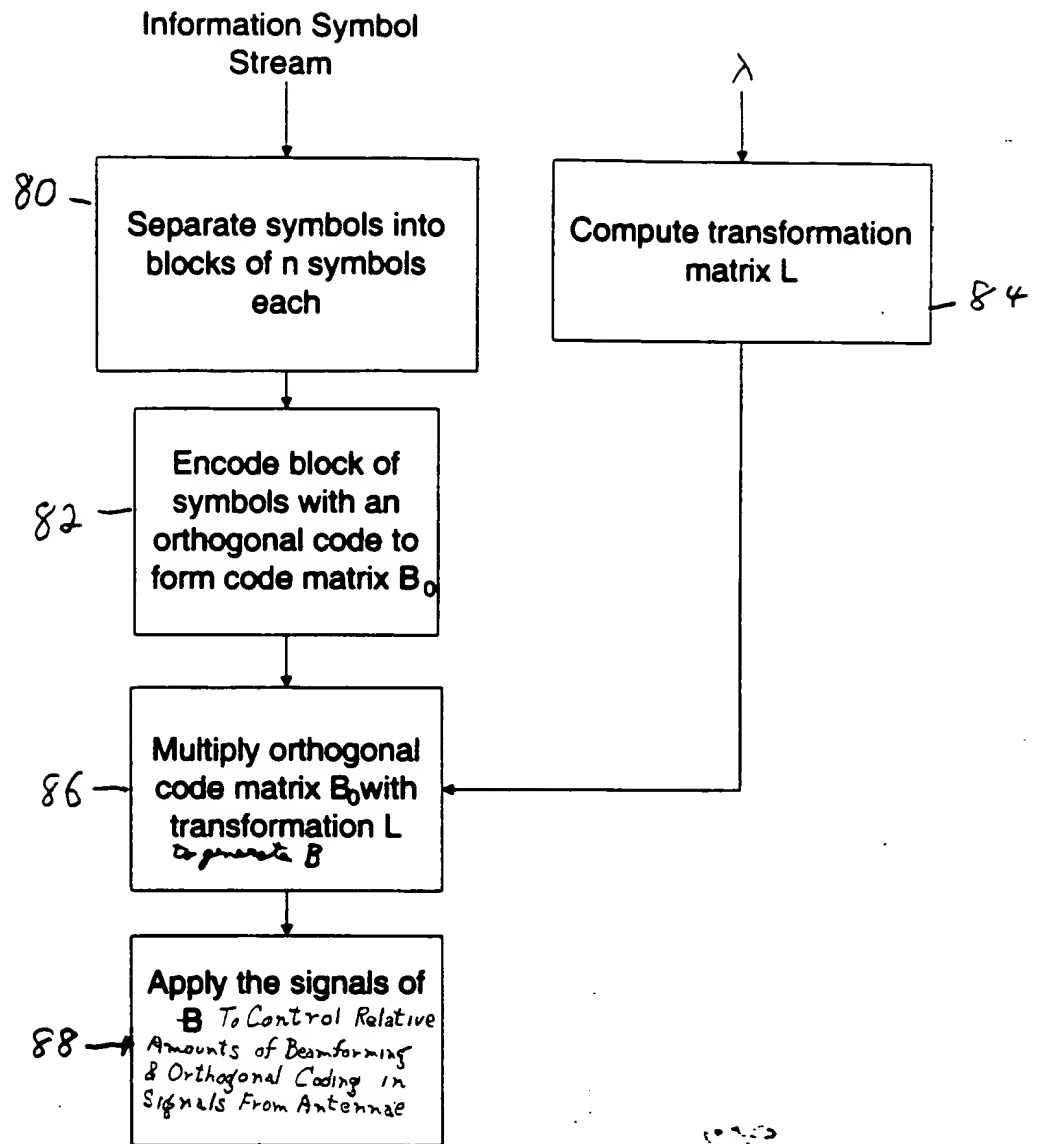 Information Symbol
Stream
λ
80
Separate symbols into
blocks of n symbols
each
Compute transformation
matrix L
84
82
Encode block of
symbols with an
orthogonal code to
form code matrix B₀
86
Multiply orthogonal
code matrix B₀ with
transformation L
to generate B
88
Apply the signals of
B To Control Relative
Amounts of Beamforming
& Orthogonal Coding in
Signals From Antennae